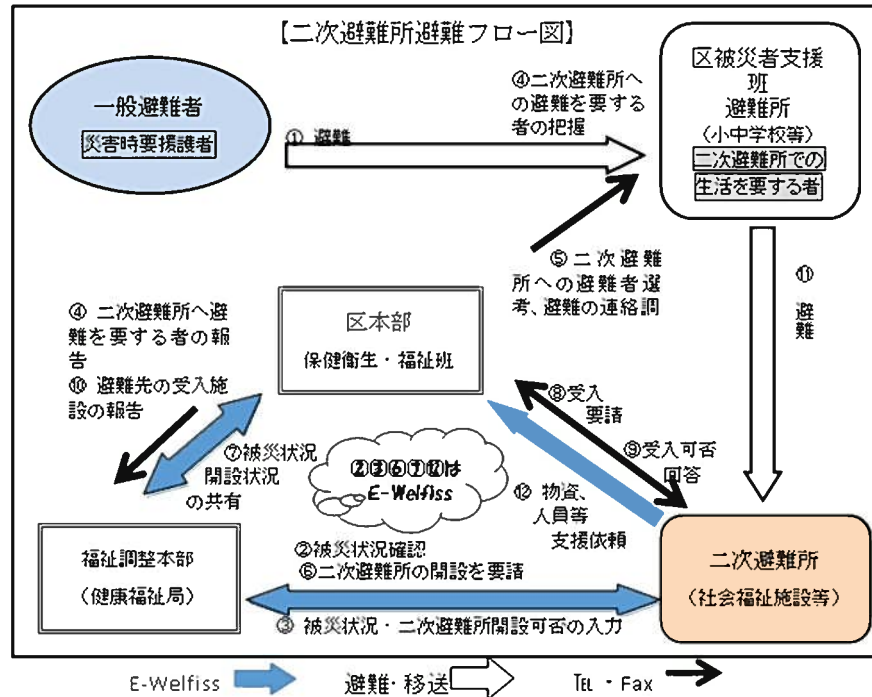 【二次避難所避難フロー図】
一般避難者
災害時要援護者
① 避難
④二次避難所へ
の避難を要する
者の把握
区被災者支援
班
避難所
（小中学校等）
二次避難所での
生活を要する者
⑤二次避難
所への避難者選
考、避難の連絡調
⑪
避
難
④ 二次避難所へ避
難を要する者の報
告
⑩ 避難先の受入施
設の報告
区本部
保健衛生・福祉班
⑧受入
要請
⑨受入可否
回答
⑦被災状況
開設状況
の共有
②③⑥⑦⑫は
E-Welfiss
⑫ 物資、
人員等
支援依頼
福祉調整本部
（健康福祉局）
②被災状況確認
⑥二次避難所の開設を要請
③ 被災状況・二次避難所開設可否の入力
二次避難所
（社会福祉施設等）
E-Welfiss
避難・移送
TEL ・ Fax